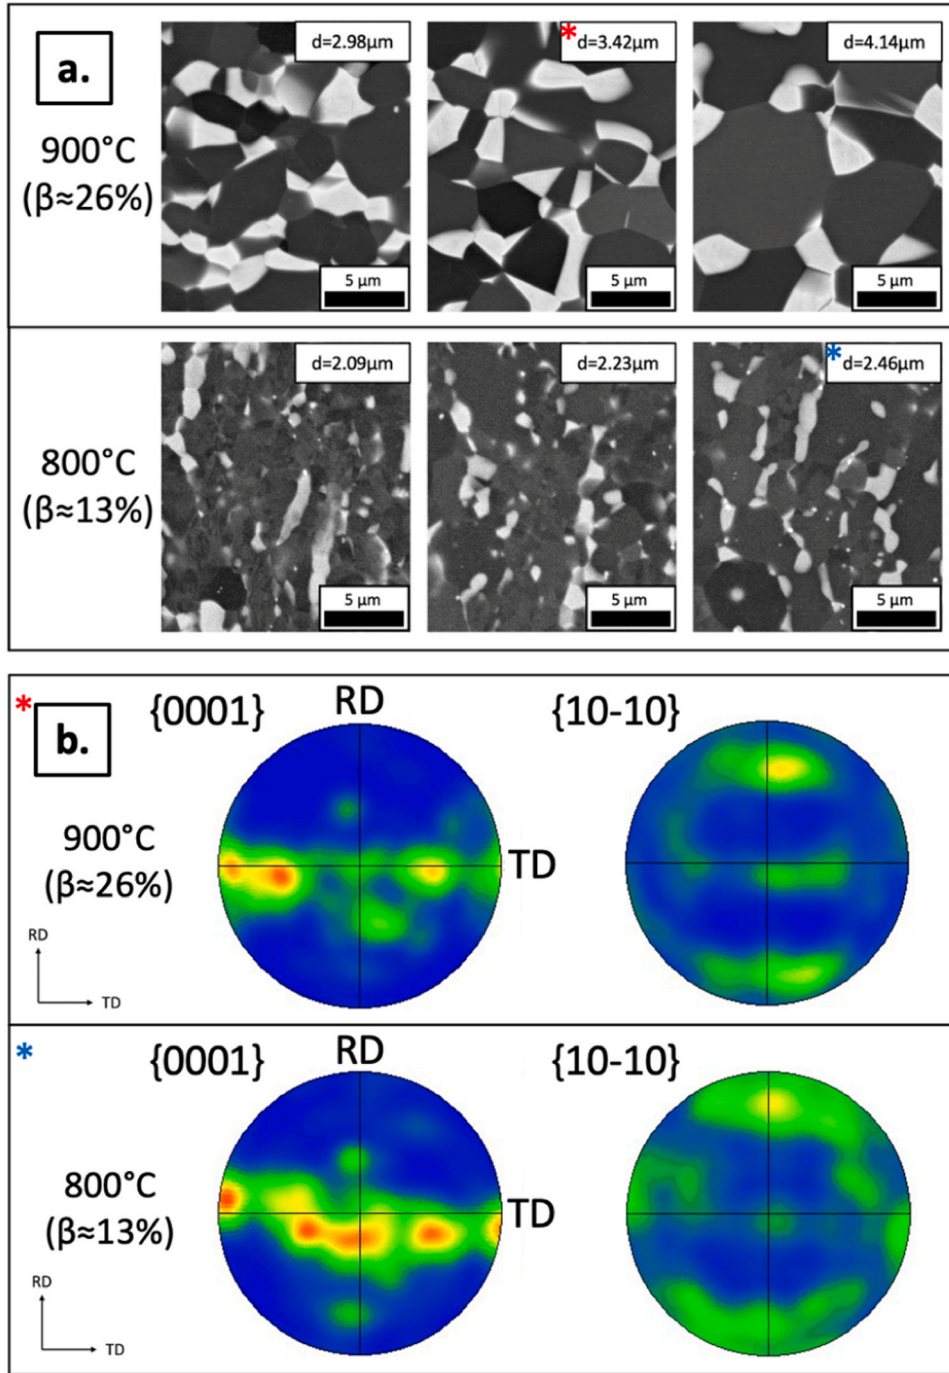 a.
900°C
(β≈26%)
d=2.98μm
5 μm
* d=3.42μm
5 μm
d=4.14μm
5 μm
800°C
(β≈13%)
d=2.09μm
5 μm
d=2.23μm
5 μm
* d=2.46μm
5 μm
*
b.
{0001}
RD
{10-10}
900°C
(β≈26%)
TD
RD
TD
*
{0001}
RD
{10-10}
800°C
(β≈13%)
TD
RD
TD